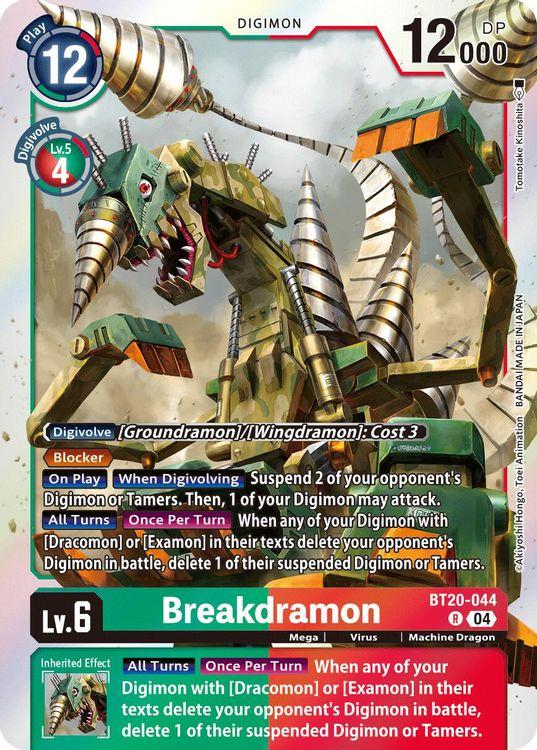 DIGIMON
Play
12
DP
12000
Digivolve
Lv.5
4
Tomotake Kinoshita
©Akiyoshi Hongo, Toei Animation BANDAI MADE IN JAPAN
Digivolve [Groundramon]/[Wingdramon]: Cost 3
Blocker
On Play When Digivolving Suspend 2 of your opponent's
Digimon or Tamers. Then, 1 of your Digimon may attack.
All Turns Once Per Turn When any of your Digimon with
[Dracomon] or [Examon] in their texts delete your opponent's
Digimon in battle, delete 1 of their suspended Digimon or Tamers.
Lv.6
Breakdramon
BT20-044
R 04
Mega | Virus | Machine Dragon
Inherited Effect
All Turns Once Per Turn When any of your
Digimon with [Dracomon] or [Examon] in their
texts delete your opponent's Digimon in battle,
delete 1 of their suspended Digimon or Tamers.